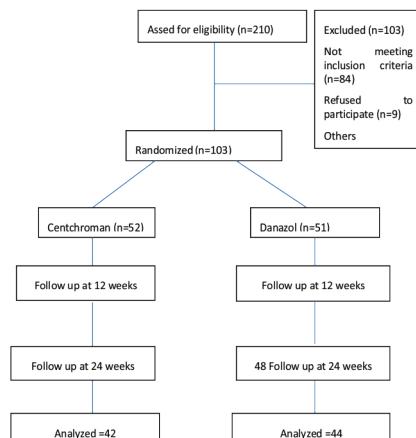 Assed for eligibility (n=210)
Excluded (n=103)
Not meeting
inclusion criteria
(n=84)
Refused to
participate (n=9)
Others
Randomized (n=103)
Centchroman (n=52)
Danazol (n=51)
Follow up at 12 weeks
Follow up at 12 weeks
Follow up at 24 weeks
48 Follow up at 24 weeks
Analyzed =42
Analyzed =44